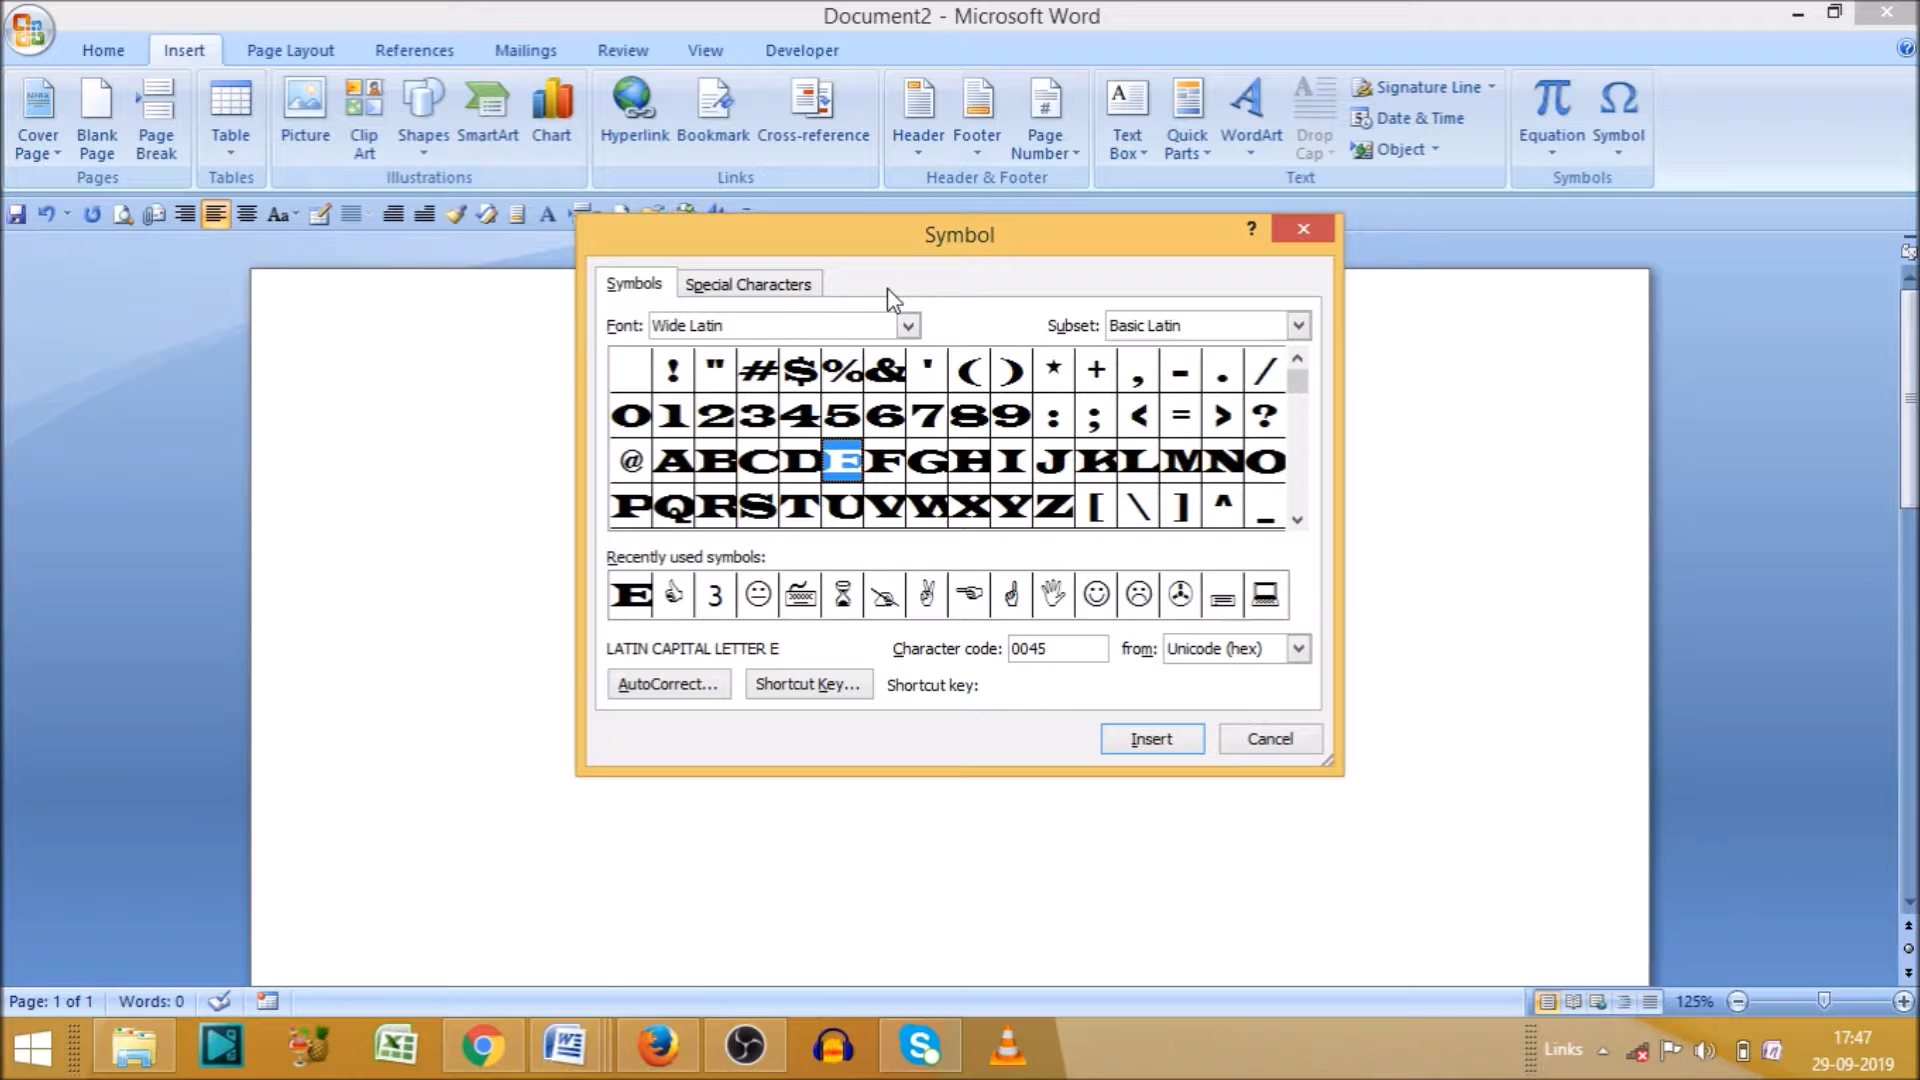 Document2 - Microsoft Word
Home Insert Page Layout References Mailings Review View Developer
Cover Page Blank Page Page Break Table Picture Clip Art Shapes SmartArt Chart Hyperlink Bookmark Cross-reference Header Footer Page Number Text Box Quick Parts WordArt Drop Cap Signature Line Date & Time Object Equation Symbol
Pages Tables Illustrations Links Header & Footer Text Symbols
Symbol
Symbols Special Characters
Font: Wide Latin Subset: Basic Latin
! " # $ % & ' ( ) * + , - . /
0 1 2 3 4 5 6 7 8 9 : ; < = > ?
@ A B C D E F G H I J K L M N O
P Q R S T U V W X Y Z [ \ ] ^ _
Recently used symbols:
E 3
LATIN CAPITAL LETTER E Character code: 0045 from: Unicode (hex)
AutoCorrect... Shortcut Key... Shortcut key:
Insert Cancel
Page: 1 of 1 Words: 0 125%
Links 17:47
29-09-2019